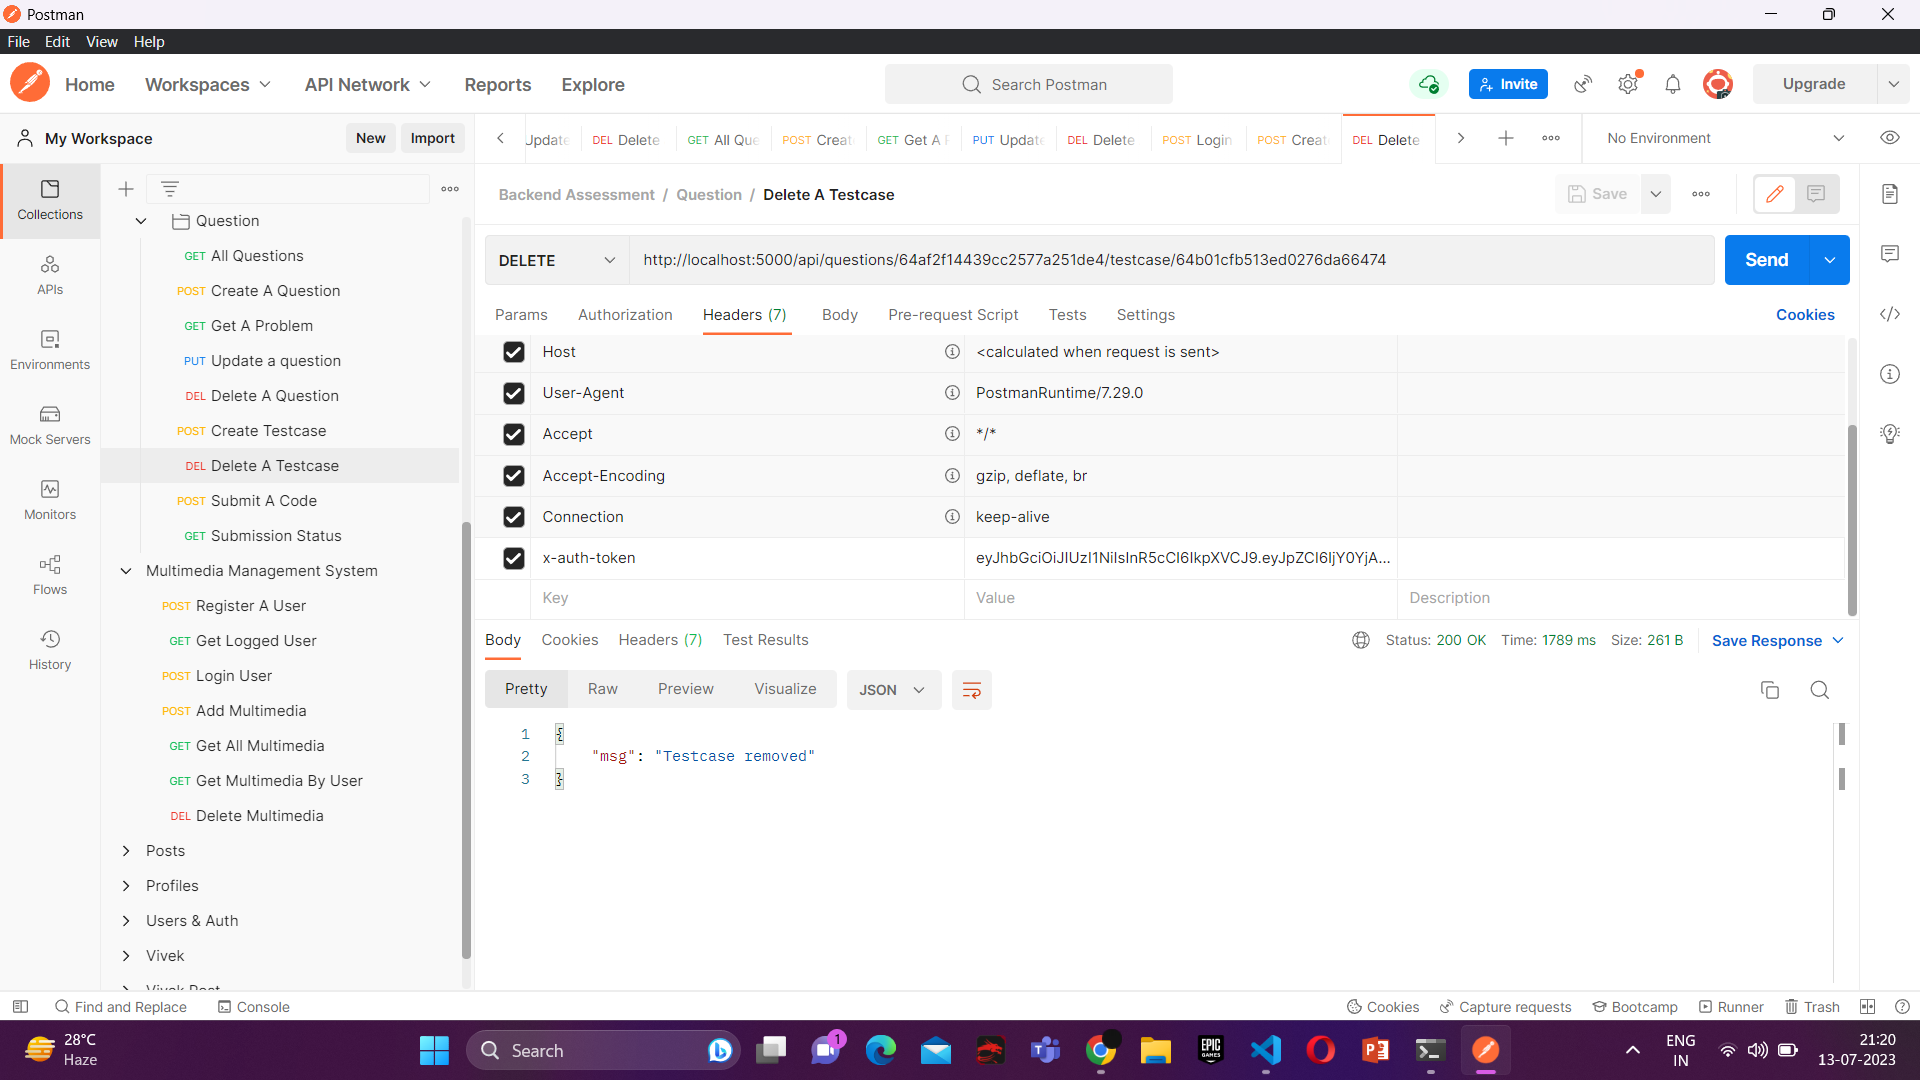 Postman
File Edit View Help
Home Workspaces API Network Reports Explore Search Postman Invite Upgrade
My Workspace New Import
DEL Delete GET All Que POST Creat GET Get A PUT Update DEL Delete POST Login POST Creat DEL Delete No Environment
Collections
APIs
Environments
Mock Servers
Monitors
Flows
History
Question
GET All Questions
POST Create A Question
GET Get A Problem
PUT Update a question
DEL Delete A Question
POST Create Testcase
DEL Delete A Testcase
POST Submit A Code
GET Submission Status
Multimedia Management System
POST Register A User
GET Get Logged User
POST Login User
POST Add Multimedia
GET Get All Multimedia
GET Get Multimedia By User
DEL Delete Multimedia
Posts
Profiles
Users & Auth
Vivek
Backend Assessment / Question / Delete A Testcase Save
DELETE http://localhost:5000/api/questions/64af2f14439cc2577a251de4/testcase/64b01cfb513ed0276da66474 Send
Params Authorization Headers (7) Body Pre-request Script Tests Settings Cookies
Host <calculated when request is sent>
User-Agent PostmanRuntime/7.29.0
Accept */*
Accept-Encoding gzip, deflate, br
Connection keep-alive
x-auth-token eyJhbGciOiJIUzI1NiIsInR5cCI6IkpXVCJ9.eyJpZCI6IjY0YjA...
Key Value Description
Body Cookies Headers (7) Test Results Status: 200 OK Time: 1789 ms Size: 261 B Save Response
Pretty Raw Preview Visualize JSON
1 {
2 "msg": "Testcase removed"
3 }
Find and Replace Console Cookies Capture requests Bootcamp Runner Trash
28°C
Haze
Search
1
EPIC GAMES
ENG
IN
21:20
13-07-2023